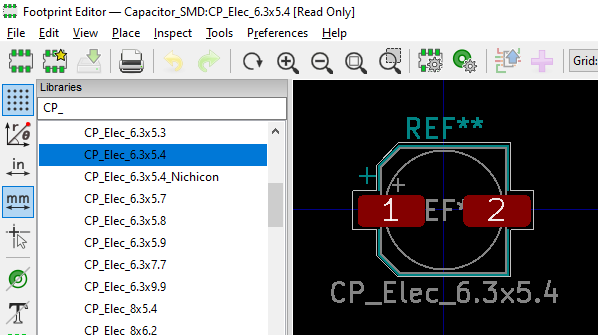 Footprint Editor — Capacitor_SMD:CP_Elec_6.3x5.4 [Read Only]
File Edit View Place Inspect Tools Preferences Help
Grid:
Libraries
CP_
in
mm
CP_Elec_6.3x5.3
CP_Elec_6.3x5.4
CP_Elec_6.3x5.4_Nichicon
CP_Elec_6.3x5.7
CP_Elec_6.3x5.8
CP_Elec_6.3x5.9
CP_Elec_6.3x7.7
CP_Elec_6.3x9.9
CP_Elec_8x5.4
CP_Elec_8x6.2
REF**
1 EF* 2
CP_Elec_6.3x5.4